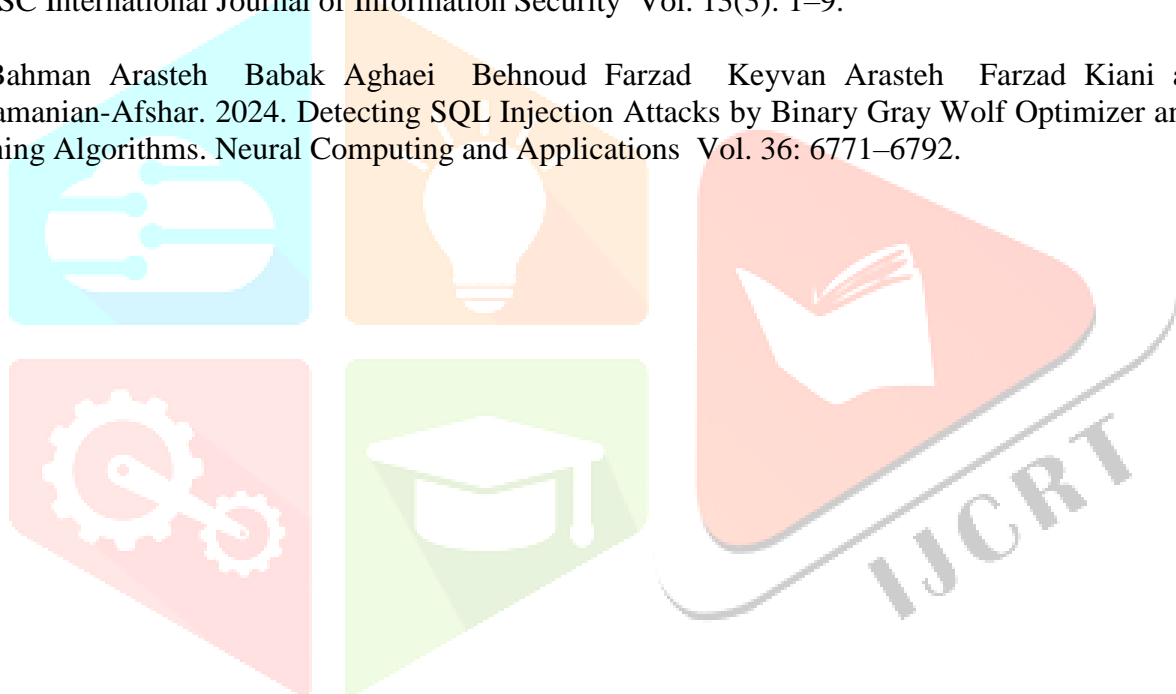 SC International Journal of Information Security Vol. 13(3): 1–9.
Bahman Arasteh Babak Aghaei Behnoud Farzad Keyvan Arasteh Farzad Kiani a
amanian-Afshar. 2024. Detecting SQL Injection Attacks by Binary Gray Wolf Optimizer an
ning Algorithms. Neural Computing and Applications Vol. 36: 6771–6792.
IJCRT